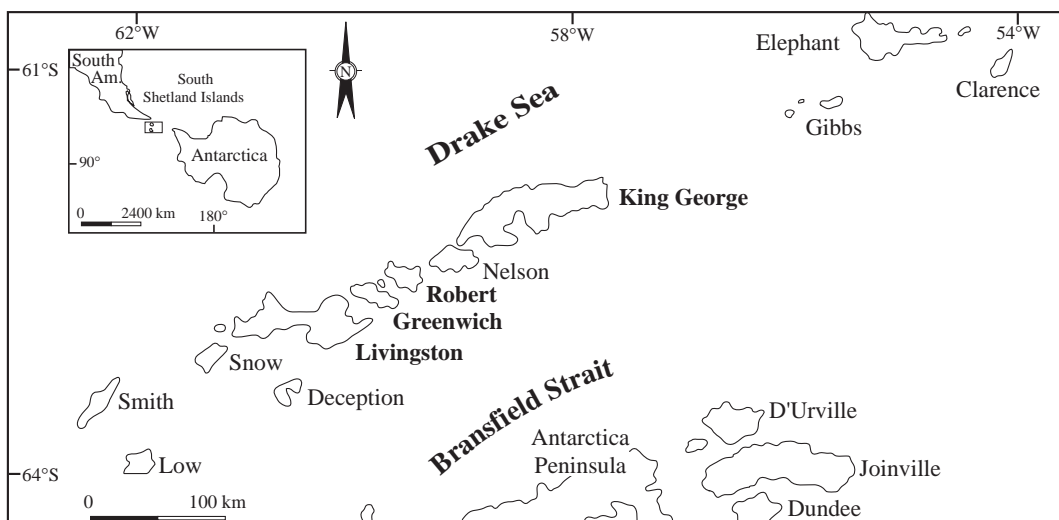 62°W
58°W
54°W
61°S
64°S
South
Am.
South
Shetland Islands
Antarctica
90°
180°
0
2400 km
N
Drake Sea
Elephant
Clarence
Gibbs
King George
Nelson
Robert
Greenwich
Livingston
Snow
Deception
Smith
Low
Bransfield Strait
Antarctica
Peninsula
D'Urville
Joinville
Dundee
0
100 km